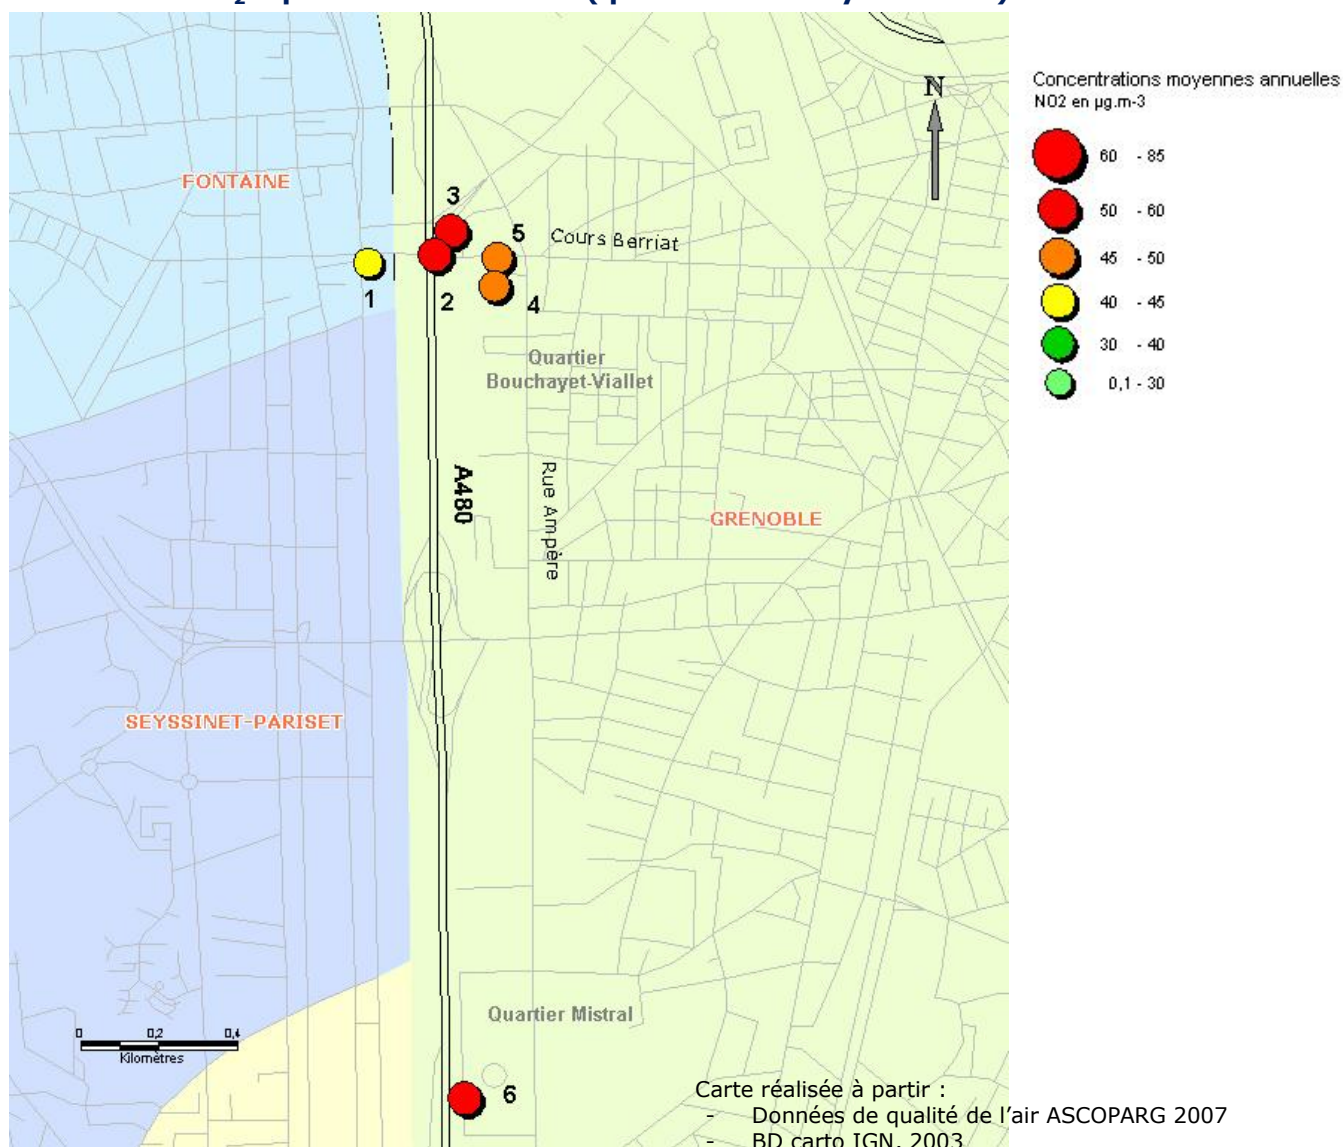 Concentrations moyennes annuelles
NO2 en µg.m-3
60 - 85
50 - 60
45 - 50
40 - 45
30 - 40
0,1 - 30
N
FONTAINE
3
5
Cours Berriat
1
2
4
Quartier
Bouchayet-Viallet
A480
Rue Ampère
GRENOBLE
SEYSSINET-PARISET
Quartier Mistral
0 0,2 0,4
Kilomètres
6
Carte réalisée à partir :
- Données de qualité de l'air ASCOPARG 2007
- BD carto IGN, 2003